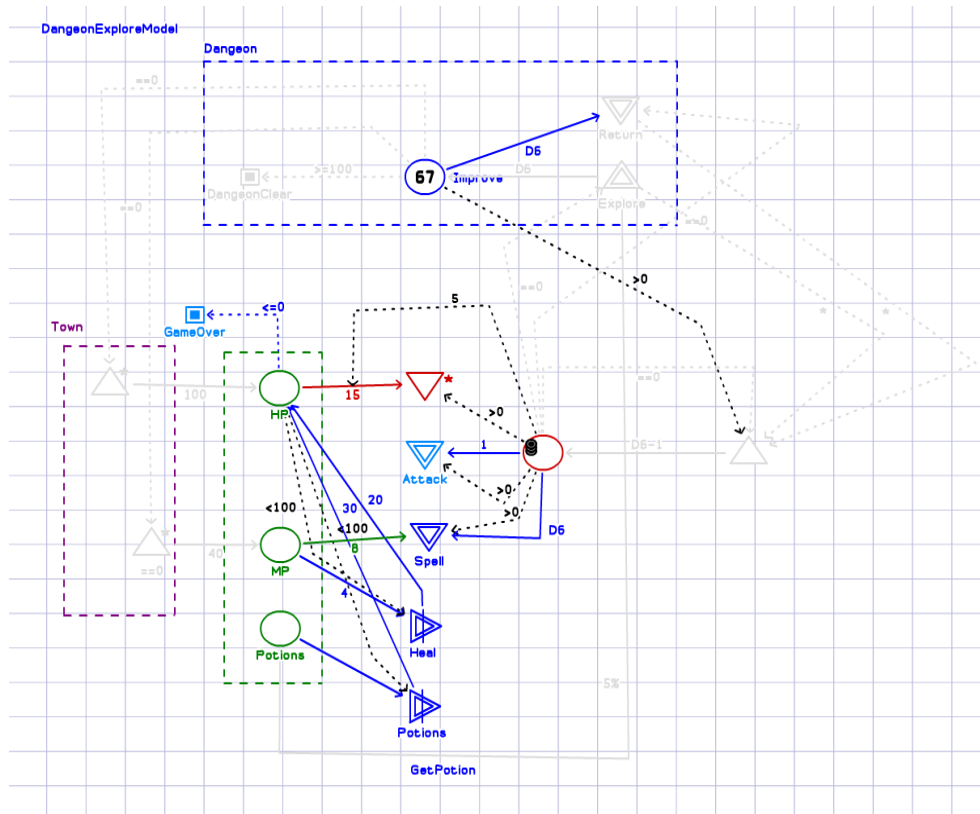 DangeonExploreModel
Dangeon
==0
Return
D6
>=100
67
Improve
D6
DangeonClear
Explore
==0
==0
==0
>0
<=0
5
*
*
GameOver
Town
*
*
15
100
HP
>0
==0
1
D6-1
Attack
>0
20
30
<100
>0
<100
D6
*
8
Spell
40
MP
==0
4
Heal
Potions
5%
Potions
GetPotion